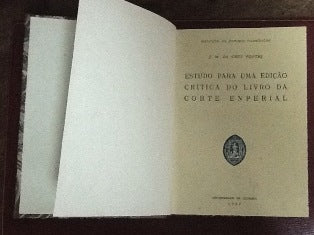 J. M. DA CRUZ PONTES
ESTUDO PARA UMA EDIÇÃO
CRÍTICA DO LIVRO DA
CORTE ENPERIAL
UNIVERSIDADE DE COIMBRA